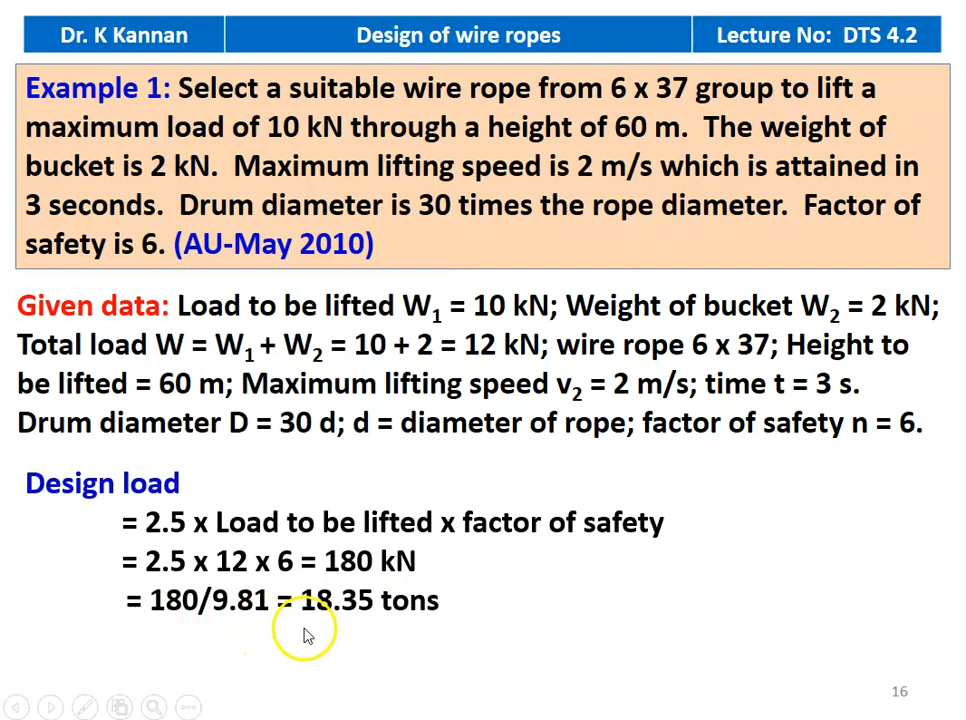 Dr. K Kannan
Design of wire ropes
Lecture No: DTS 4.2
Example 1: Select a suitable wire rope from 6 x 37 group to lift a
maximum load of 10 kN through a height of 60 m. The weight of
bucket is 2 kN. Maximum lifting speed is 2 m/s which is attained in
3 seconds. Drum diameter is 30 times the rope diameter. Factor of
safety is 6. (AU-May 2010)
Given data: Load to be lifted W₁ = 10 kN; Weight of bucket W₂ = 2 kN;
Total load W = W₁ + W₂ = 10 + 2 = 12 kN; wire rope 6 x 37; Height to
be lifted = 60 m; Maximum lifting speed v₂ = 2 m/s; time t = 3 s.
Drum diameter D = 30 d; d = diameter of rope; factor of safety n = 6.
Design load
= 2.5 x Load to be lifted x factor of safety
= 2.5 x 12 x 6 = 180 kN
= 180/9.81 = 18.35 tons
16